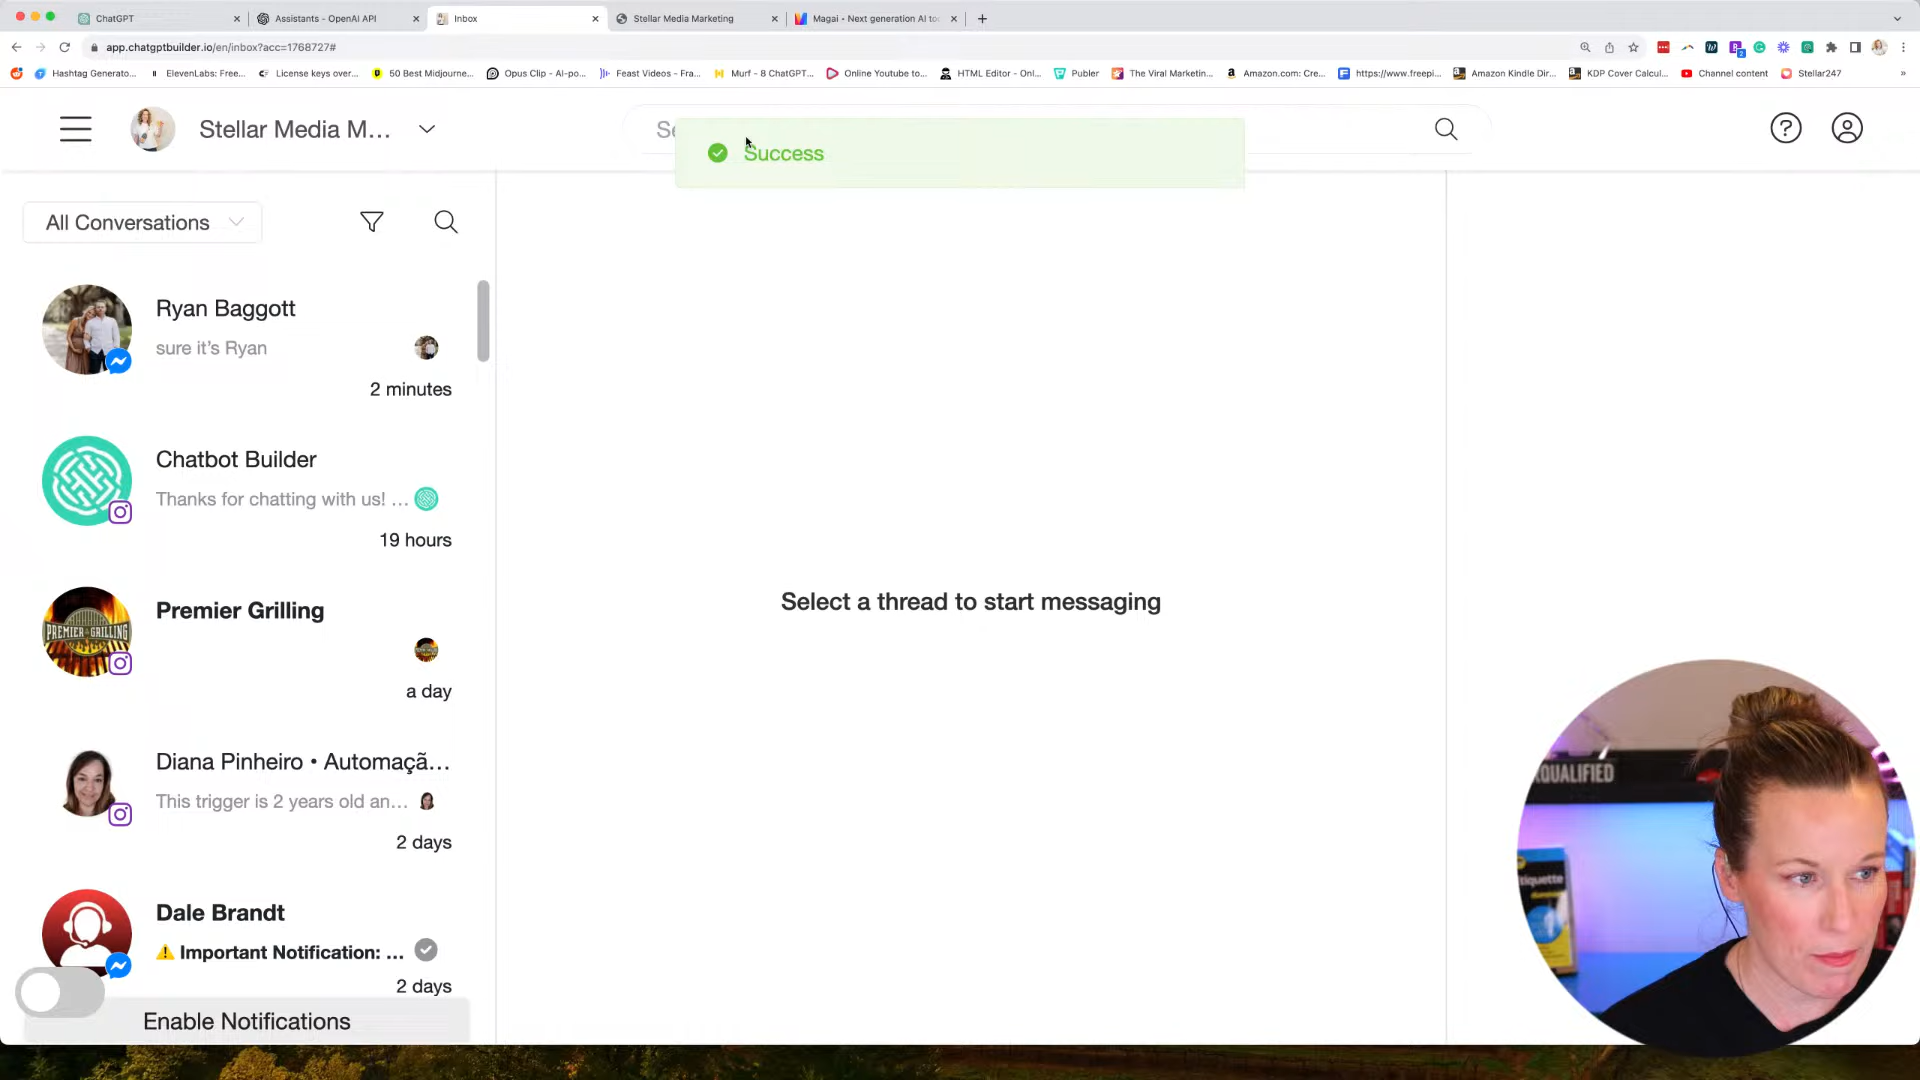 ChatGPT
Assistants - OpenAI API
Inbox
Stellar Media Marketing
Magai - Next generation AI to
app.chatgptbuilder.io/en/inbox?acc=1768727#
Hashtag Generato...
ElevenLabs: Free...
License keys over...
50 Best Midjourne...
Opus Clip - AI-po...
Feast Videos - Fra...
Murf - 8 ChatGPT...
Online Youtube to...
HTML Editor - Onl...
Publer
The Viral Marketin...
Amazon.com: Cre...
https://www.freepi...
Amazon Kindle Dir...
KDP Cover Calcul...
Channel content
Stellar247
Stellar Media M...
Se
Success
All Conversations
Ryan Baggott
sure it's Ryan
2 minutes
Chatbot Builder
Thanks for chatting with us! ...
19 hours
Premier Grilling
PREMIER GRILLING
a day
Diana Pinheiro • Automaçã...
This trigger is 2 years old an...
2 days
Dale Brandt
Important Notification: ...
2 days
Enable Notifications
Select a thread to start messaging
QUALIFIED
tiquette